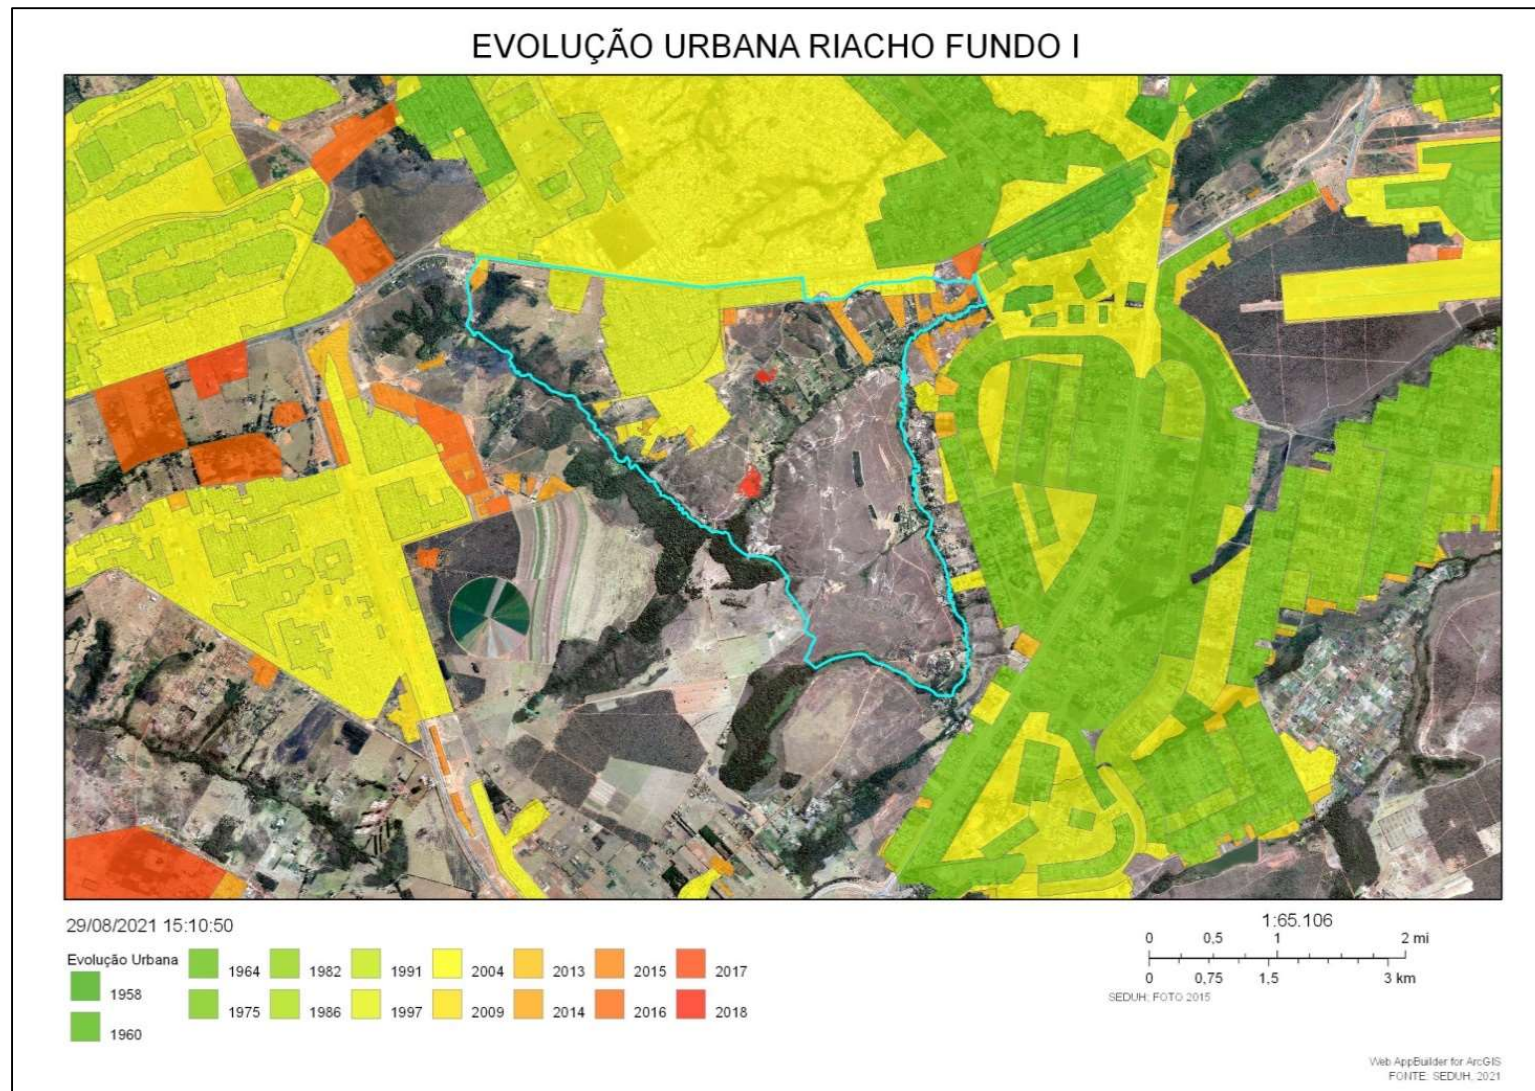 EVOLUÇÃO URBANA RIACHO FUNDO I
29/08/2021 15:10:50
Evolução Urbana
1958
1960
1964
1982
1991
2004
2013
2015
2017
1975
1986
1997
2009
2014
2016
2018
1:65.106
0 0,5 1 2 mi
0 0,75 1,5 3 km
SEDUH; FOTO 2015
Web AppBuilder for ArcGIS
FONTE: SEDUH, 2021